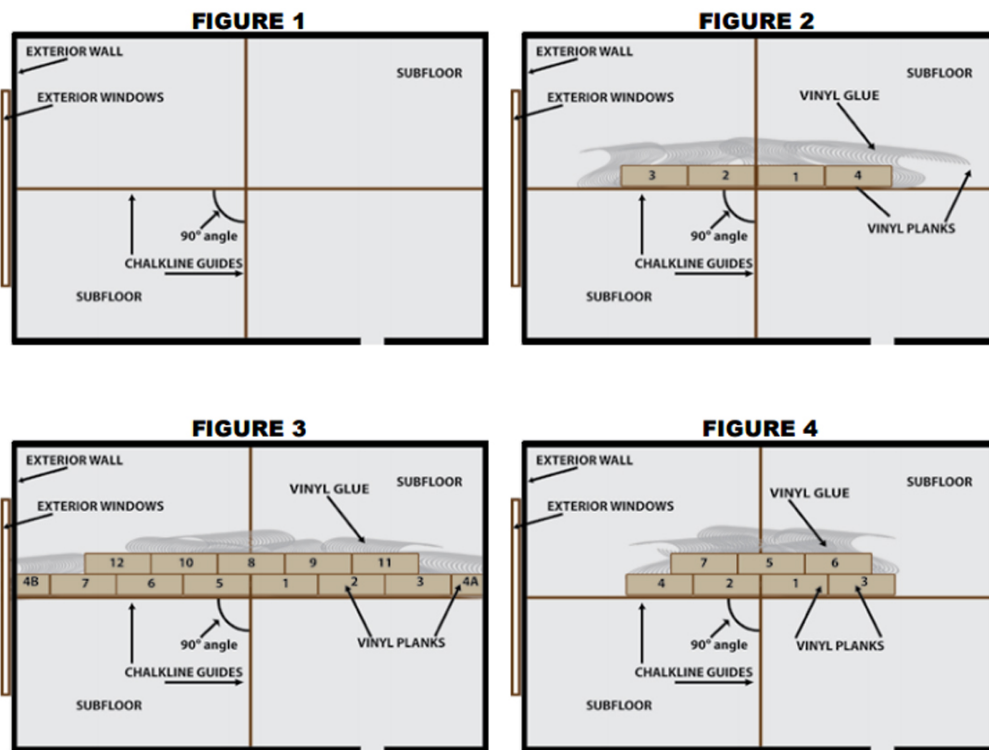 FIGURE 1
EXTERIOR WALL
SUBFLOOR
EXTERIOR WINDOWS
90° angle
CHALKLINE GUIDES
SUBFLOOR
FIGURE 2
EXTERIOR WALL
SUBFLOOR
EXTERIOR WINDOWS
VINYL GLUE
3 2 1 4
VINYL PLANKS
90° angle
CHALKLINE GUIDES
SUBFLOOR
FIGURE 3
EXTERIOR WALL
SUBFLOOR
VINYL GLUE
EXTERIOR WINDOWS
12 10 8 9 11
4B 7 6 5 1 2 3 4A
90° angle
VINYL PLANKS
CHALKLINE GUIDES
SUBFLOOR
FIGURE 4
EXTERIOR WALL
SUBFLOOR
VINYL GLUE
EXTERIOR WINDOWS
7 5 6
4 2 1 3
90° angle
VINYL PLANKS
CHALKLINE GUIDES
SUBFLOOR